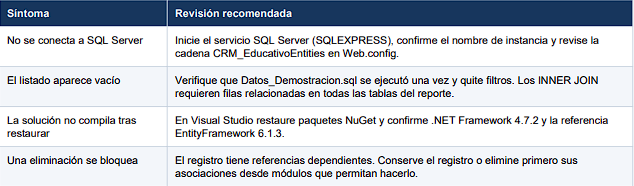 Síntoma
Revisión recomendada
No se conecta a SQL Server
Inicie el servicio SQL Server (SQLEXPRESS), confirme el nombre de instancia y revise la
cadena CRM_EducativoEntities en Web.config.
El listado aparece vacío
Verifique que Datos_Demostracion.sql se ejecutó una vez y quite filtros. Los INNER JOIN
requieren filas relacionadas en todas las tablas del reporte.
La solución no compila tras
restaurar
En Visual Studio restaure paquetes NuGet y confirme .NET Framework 4.7.2 y la referencia
EntityFramework 6.1.3.
Una eliminación se bloquea
El registro tiene referencias dependientes. Conserve el registro o elimine primero sus
asociaciones desde módulos que permitan hacerlo.